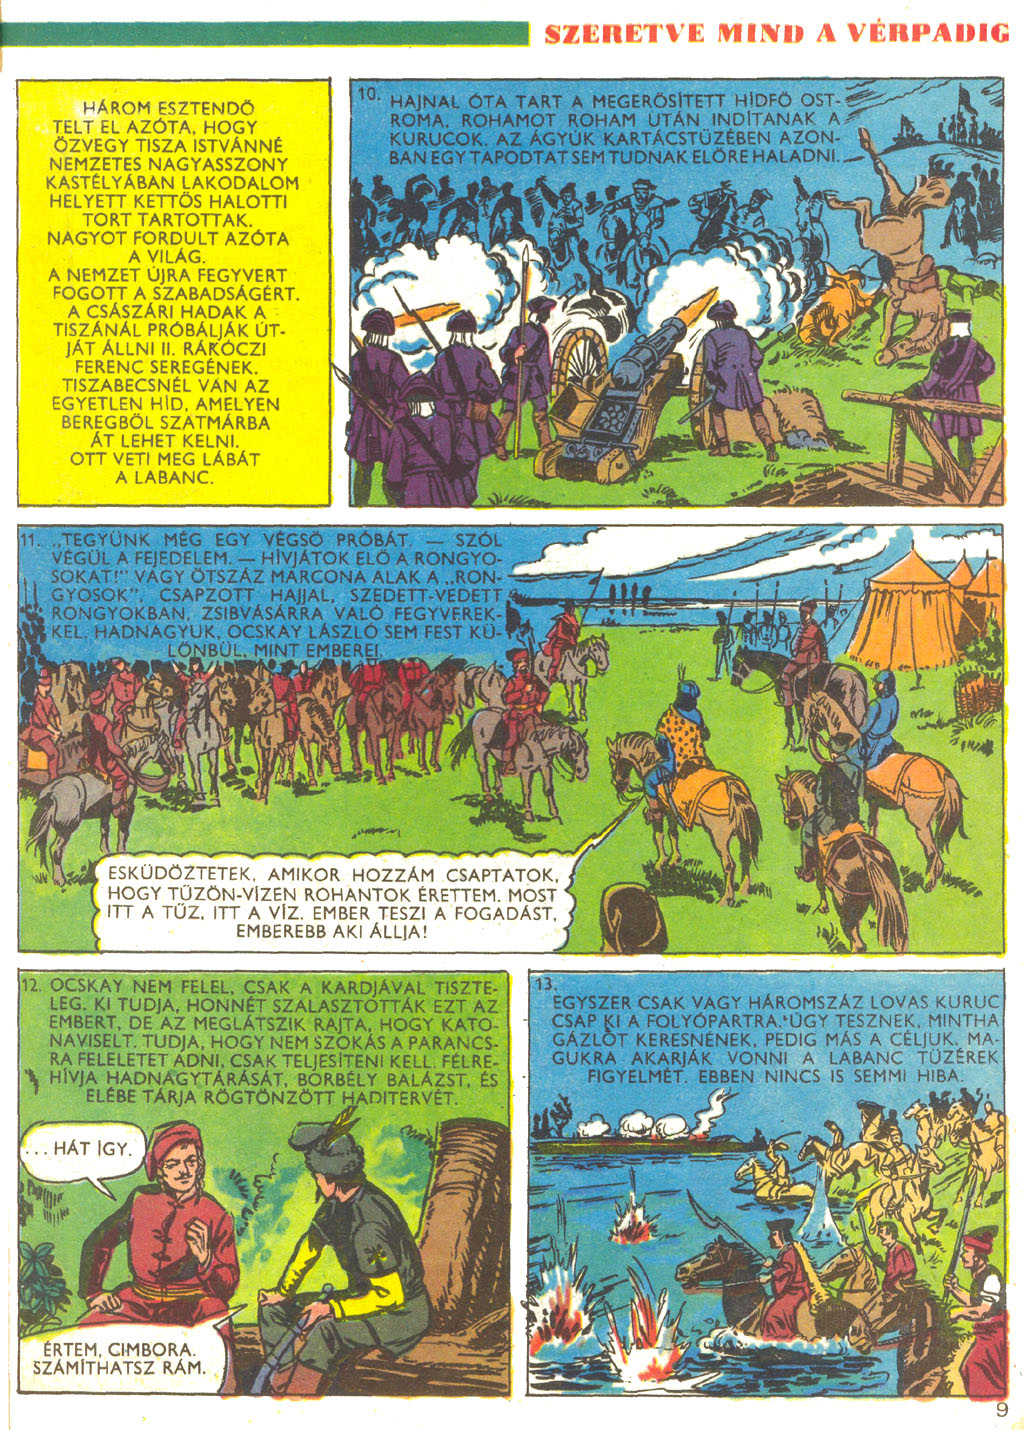 SZERETVE MIND A VÉRPADIG
HÁROM ESZTENDŐ
TELT EL AZÓTA, HOGY
ÖZVEGY TISZA ISTVÁNNÉ
NEMZETES NAGYASSZONY
KASTÉLYÁBAN LAKODALOM
HELYETT KETTŐS HALOTTI
TORT TARTOTTAK.
NAGYOT FORDULT AZÓTA
A VILÁG.
A NEMZET ÚJRA FEGYVERT
FOGOTT A SZABADSÁGÉRT.
A CSÁSZÁRI HADAK A
TISZÁNÁL PRÓBÁLJÁK ÚT-
JÁT ÁLLNI II. RÁKÓCZI
FERENC SEREGÉNEK.
TISZABECSNÉL VAN AZ
EGYETLEN HÍD, AMELYEN
BEREGBŐL SZATMÁRBA
ÁT LEHET KELNI.
OTT VETI MEG LÁBÁT
A LABANC.
10. HAJNAL ÓTA TART A MEGERŐSÍTETT HÍDFŐ OST-
ROMA. ROHAMOT ROHAM UTÁN INDÍTANAK A
KURUCOK. AZ ÁGYÚK KARTÁCSTÜZÉBEN AZON-
BAN EGY TAPODTAT SEM TUDNAK ELŐRE HALADNI.
11. „TEGYÜNK MÉG EGY VÉGSŐ PRÓBÁT, — SZÓL
VÉGÜL A FEJEDELEM. — HÍVJÁTOK ELŐ A RONGYO-
SOKAT!” VAGY ÖTSZÁZ MARCONA ALAK A „RON-
GYOSOK”, CSAPZOTT HAJJAL, SZEDETT-VEDETT
RONGYOKBAN, ZSIBVÁSÁRRA VALÓ FEGYVEREK-
KEL. HADNAGYUK, OCSKAY LÁSZLÓ SEM FEST KÜ-
LÖNBÜL, MINT EMBEREI.
ESKÜDÖZTETEK, AMIKOR HOZZÁM CSAPTATOK,
HOGY TŰZÖN-VÍZEN ROHANTOK ÉRETTEM. MOST
ITT A TŰZ, ITT A VÍZ. EMBER TESZI A FOGADÁST,
EMBEREBB AKI ÁLLJA!
12. OCSKAY NEM FELEL, CSAK A KARDJÁVAL TISZTE-
LEG. KI TUDJA, HONNÉT SZALASZTOTTÁK EZT AZ
EMBERT, DE AZ MEGLÁTSZIK RAJTA, HOGY KATO-
NAVISELT. TUDJA, HOGY NEM SZOKÁS A PARANCS-
RA FELELETET ADNI, CSAK TELJESÍTENI KELL. FÉLRE-
HÍVJA HADNAGYTÁRSÁT, BORBÉLY BALÁZST, ÉS
ELÉBE TÁRJA RÖGTÖNZÖTT HADITERVÉT.
... HÁT ÍGY.
ÉRTEM, CIMBORA.
SZÁMÍTHATSZ RÁM.
13.
EGYSZER CSAK VAGY HÁROMSZÁZ LOVAS KURUC
CSAP KI A FOLYÓPARTRA. ÚGY TESZNEK, MINTHA
GÁZLÓT KERESNÉNEK, PEDIG MÁS A CÉLJUK. MA-
GUKRA AKARJÁK VONNI A LABANC TÜZÉREK
FIGYELMÉT. EBBEN NINCS IS SEMMI HIBA.
9